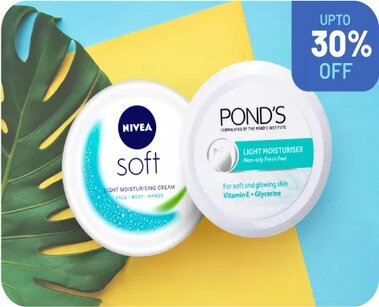 UPTO
30%
OFF
NIVEA
soft
LIGHT MOISTURISING CREAM
FACE • BODY • HANDS
POND'S
FORMULATED BY THE POND'S INSTITUTE
LIGHT MOISTURISER
Non-oily Fresh Feel
For soft and glowing skin
Vitamin E + Glycerine